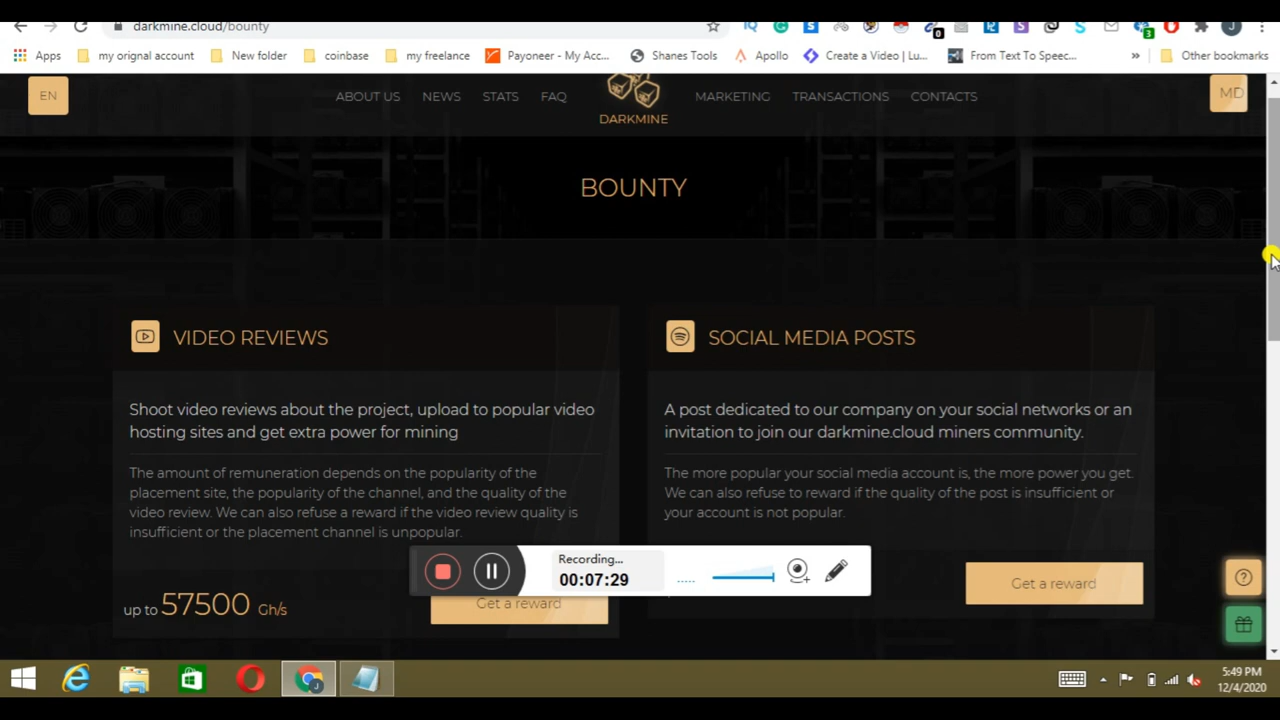 darkmine.cloud/bounty
0
3
J
Apps my orignal account New folder coinbase my freelance Payoneer - My Acc... Shanes Tools Apollo Create a Video | Lu... From Text To Speec... » Other bookmarks
EN ABOUT US NEWS STATS FAQ MARKETING TRANSACTIONS CONTACTS MD
DARKMINE
BOUNTY
VIDEO REVIEWS
Shoot video reviews about the project, upload to popular video
hosting sites and get extra power for mining
The amount of remuneration depends on the popularity of the
placement site, the popularity of the channel, and the quality of the
video review. We can also refuse a reward if the video review quality is
insufficient or the placement channel is unpopular.
up to 57500 Gh/s
Get a reward
SOCIAL MEDIA POSTS
A post dedicated to our company on your social networks or an
invitation to join our darkmine.cloud miners community.
The more popular your social media account is, the more power you get.
We can also refuse to reward if the quality of the post is insufficient or
your account is not popular.
Get a reward
Recording...
00:07:29
5:49 PM
12/4/2020